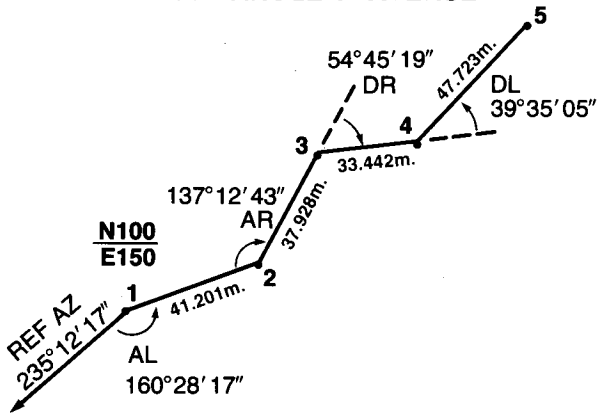 5
54°45′19″
DR
47.723m.
DL
39°35′05″
4
3
33.442m.
137°12′43″
AR
37.928m.
N100
E150
2
1
41.201m.
REF AZ
235°12′17″
AL
160°28′17″